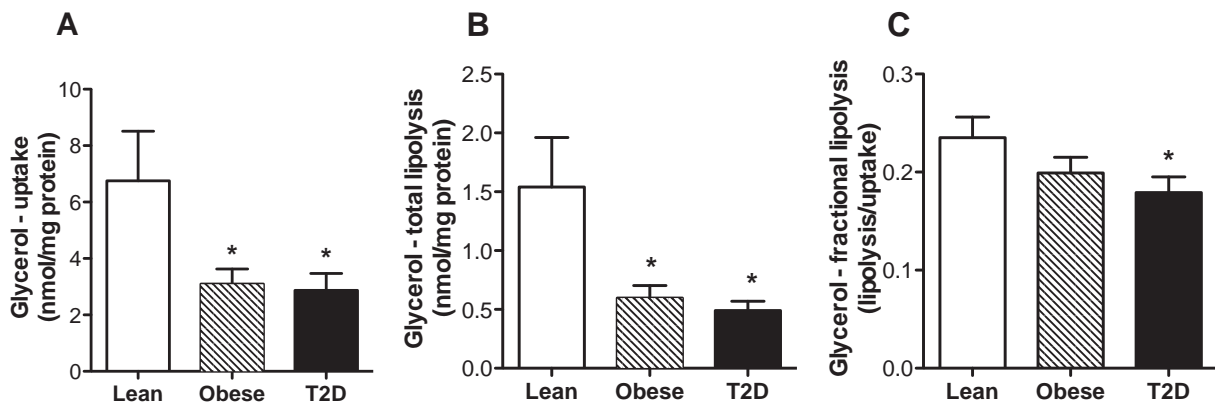 A
Glycerol - uptake
(nmol/mg protein)
10
8
6
4
2
0
*
*
Lean
Obese
T2D
B
Glycerol - total lipolysis
(nmol/mg protein)
2.5
2.0
1.5
1.0
0.5
0.0
*
*
Lean
Obese
T2D
C
Glycerol - fractional lipolysis
(lipolysis/uptake)
0.3
0.2
0.1
0.0
*
Lean
Obese
T2D